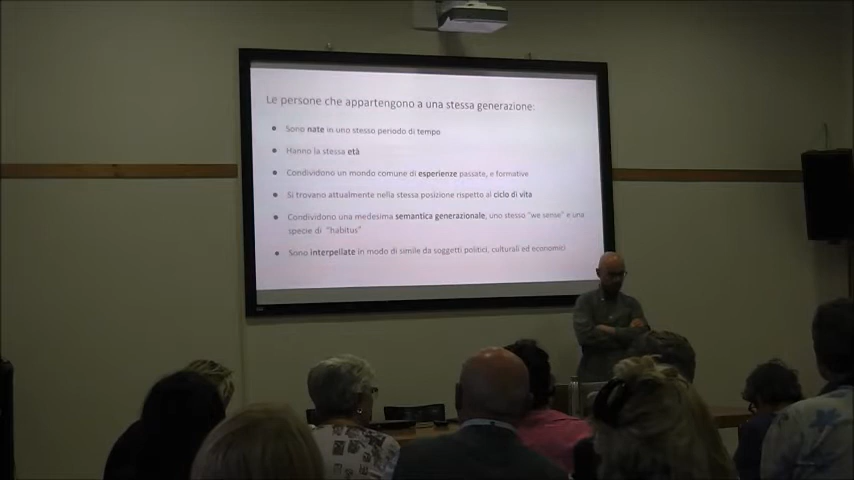 Le persone che appartengono a una stessa generazione:
Sono nate in uno stesso periodo di tempo
Hanno la stessa età
Condividono un mondo comune di esperienze passate, e formative
Si trovano attualmente nella stessa posizione rispetto al ciclo di vita
Condividono una medesima semantica generazionale, uno stesso "we sense" e una
specie di "habitus"
Sono interpellate in modo di simile da soggetti politici, culturali ed economici